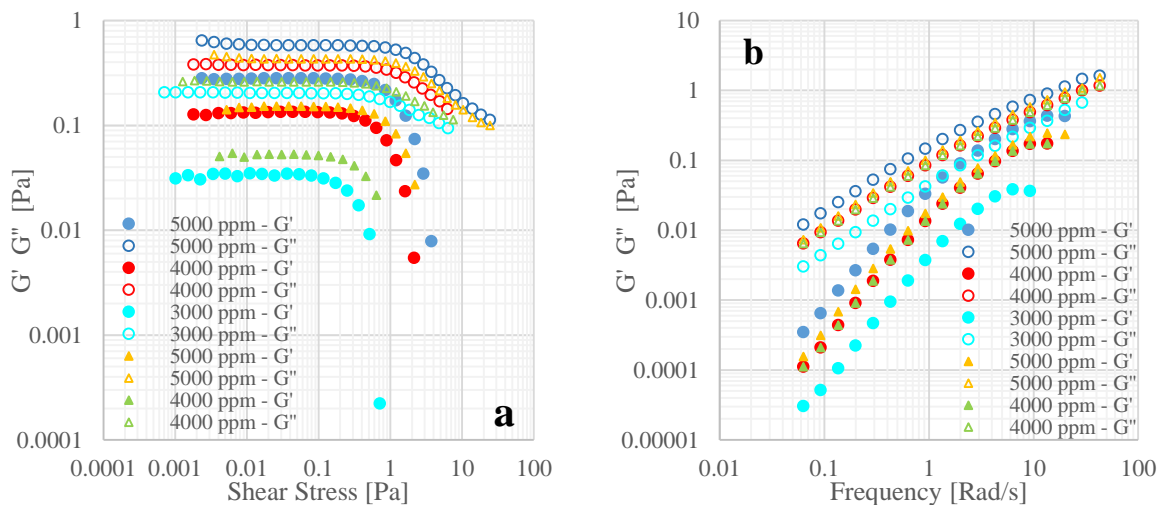 1
0.1
0.01
0.001
0.0001
G'  G" [Pa]
5000 ppm - G'
5000 ppm - G"
4000 ppm - G'
4000 ppm - G"
3000 ppm - G'
3000 ppm - G"
5000 ppm - G'
5000 ppm - G"
4000 ppm - G'
4000 ppm - G"
a
0.0001 0.001 0.01 0.1 1 10 100
Shear Stress [Pa]
10
1
0.1
0.01
0.001
0.0001
0.00001
G'  G" [Pa]
b
5000 ppm - G'
5000 ppm - G"
4000 ppm - G'
4000 ppm - G"
3000 ppm - G'
3000 ppm - G"
5000 ppm - G'
5000 ppm - G"
4000 ppm - G'
4000 ppm - G"
0.01 0.1 1 10 100
Frequency [Rad/s]